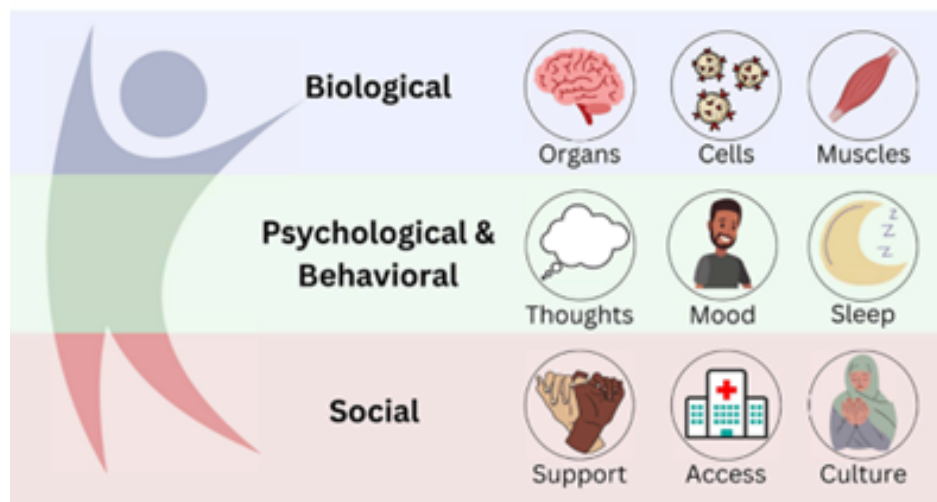 Biological
Organs Cells Muscles
Psychological &
Behavioral
Thoughts Mood Sleep
Social
Support Access Culture